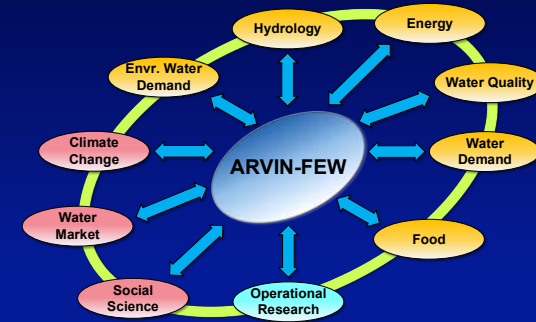 Hydrology
Energy
Envr. Water
Demand
Water Quality
Climate
Change
ARVIN-FEW
Water
Demand
Water
Market
Food
Social
Science
Operational
Research